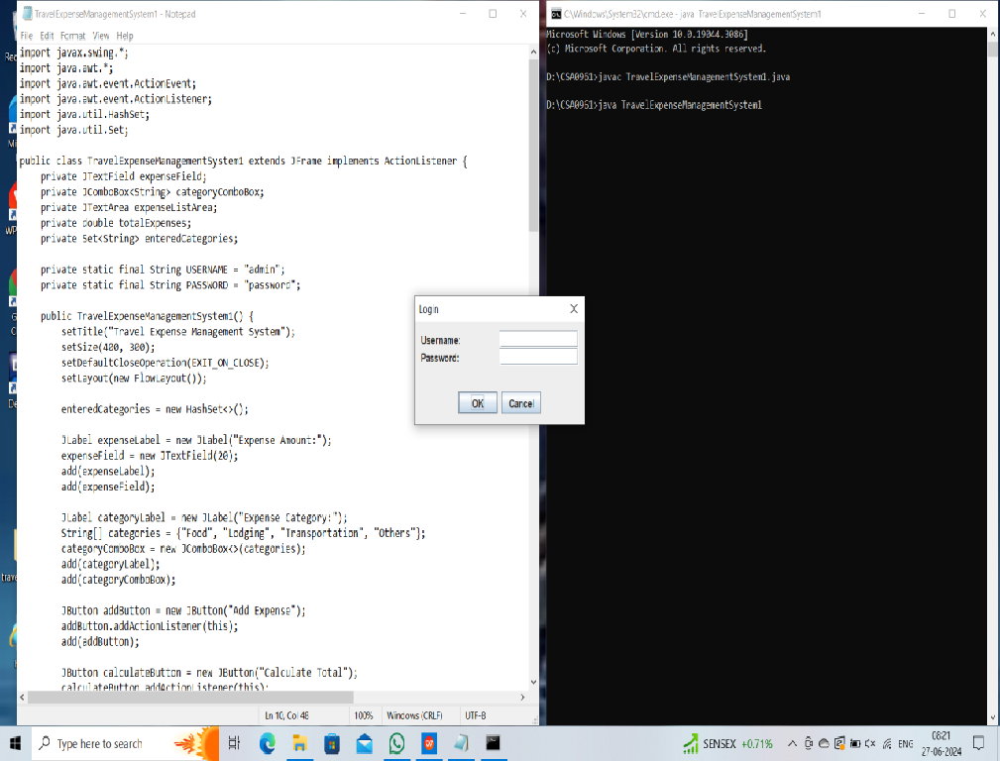 TravelExpenseManagementSystem1 - Notepad
File Edit Format View Help
import javax.swing.*;
import java.awt.*;
import java.awt.event.ActionEvent;
import java.awt.event.ActionListener;
import java.util.HashSet;
import java.util.Set;
public class TravelExpenseManagementSystem1 extends JFrame implements ActionListener {
private JTextField expenseField;
private JComboBox<String> categoryComboBox;
private JTextArea expenseListArea;
private double totalExpenses;
private Set<String> enteredCategories;
private static final String USERNAME = "admin";
private static final String PASSWORD = "password";
public TravelExpenseManagementSystem1() {
setTitle("Travel Expense Management System");
setSize(400, 300);
setDefaultCloseOperation(EXIT_ON_CLOSE);
setLayout(new FlowLayout());
enteredCategories = new HashSet<>();
JLabel expenseLabel = new JLabel("Expense Amount:");
expenseField = new JTextField(20);
add(expenseLabel);
add(expenseField);
JLabel categoryLabel = new JLabel("Expense Category:");
String[] categories = {"Food", "Lodging", "Transportation", "Others"};
categoryComboBox = new JComboBox<>(categories);
add(categoryLabel);
add(categoryComboBox);
JButton addButton = new JButton("Add Expense");
addButton.addActionListener(this);
add(addButton);
JButton calculateButton = new JButton("Calculate Total");
calculateButton.addActionListener(this);
Ln 10, Col 48 100% Windows (CRLF) UTF-8
C:\Windows\System32\cmd.exe - java TravelExpenseManagementSystem1
Microsoft Windows [Version 10.0.19044.3086]
(c) Microsoft Corporation. All rights reserved.
D:\CSA0961>javac TravelExpenseManagementSystem1.java
D:\CSA0961>java TravelExpenseManagementSystem1
Login X
Username:
Password:
OK Cancel
Type here to search
SENSEX +0.71%
ENG
08:21
27-06-2024